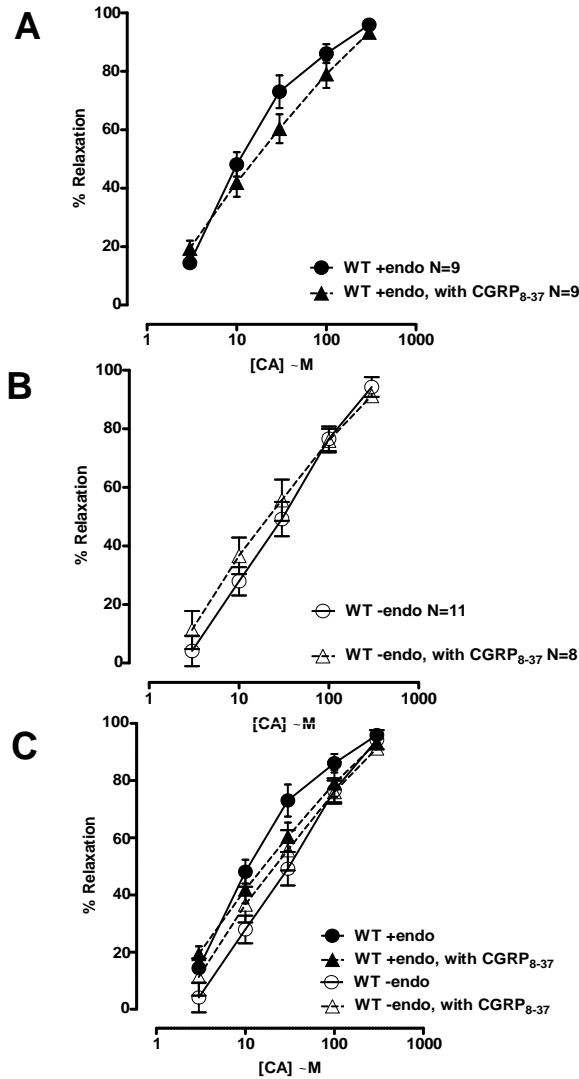 A
100
80
60
40
20
0
% Relaxation
WT +endo N=9
WT +endo, with CGRP8-37 N=9
1 10 100 1000
[CA] ~M
B
100
80
60
40
20
0
% Relaxation
WT -endo N=11
WT -endo, with CGRP8-37 N=8
1 10 100 1000
[CA] ~M
C
100
80
60
40
20
0
% Relaxation
WT +endo
WT +endo, with CGRP8-37
WT -endo
WT -endo, with CGRP8-37
1 10 100 1000
[CA] ~M